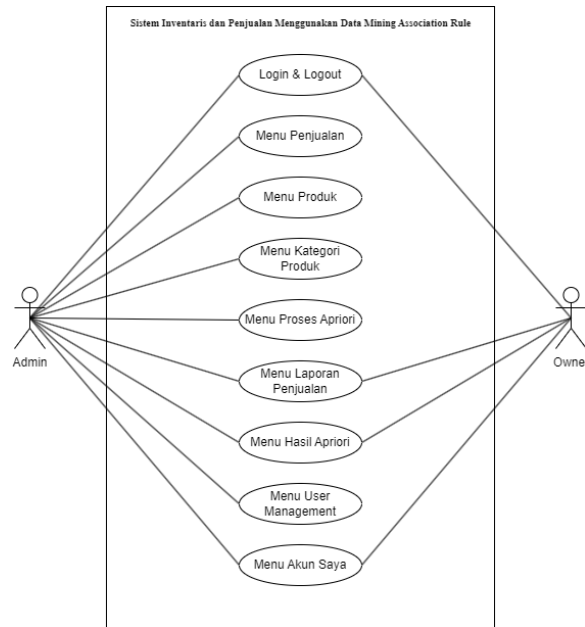 Sistem Inventaris dan Penjualan Menggunakan Data Mining Association Rule
Login & Logout
Menu Penjualan
Menu Produk
Menu Kategori
Produk
Menu Proses Apriori
Admin
Owne
Menu Laporan
Penjualan
Menu Hasil Apriori
Menu User
Management
Menu Akun Saya